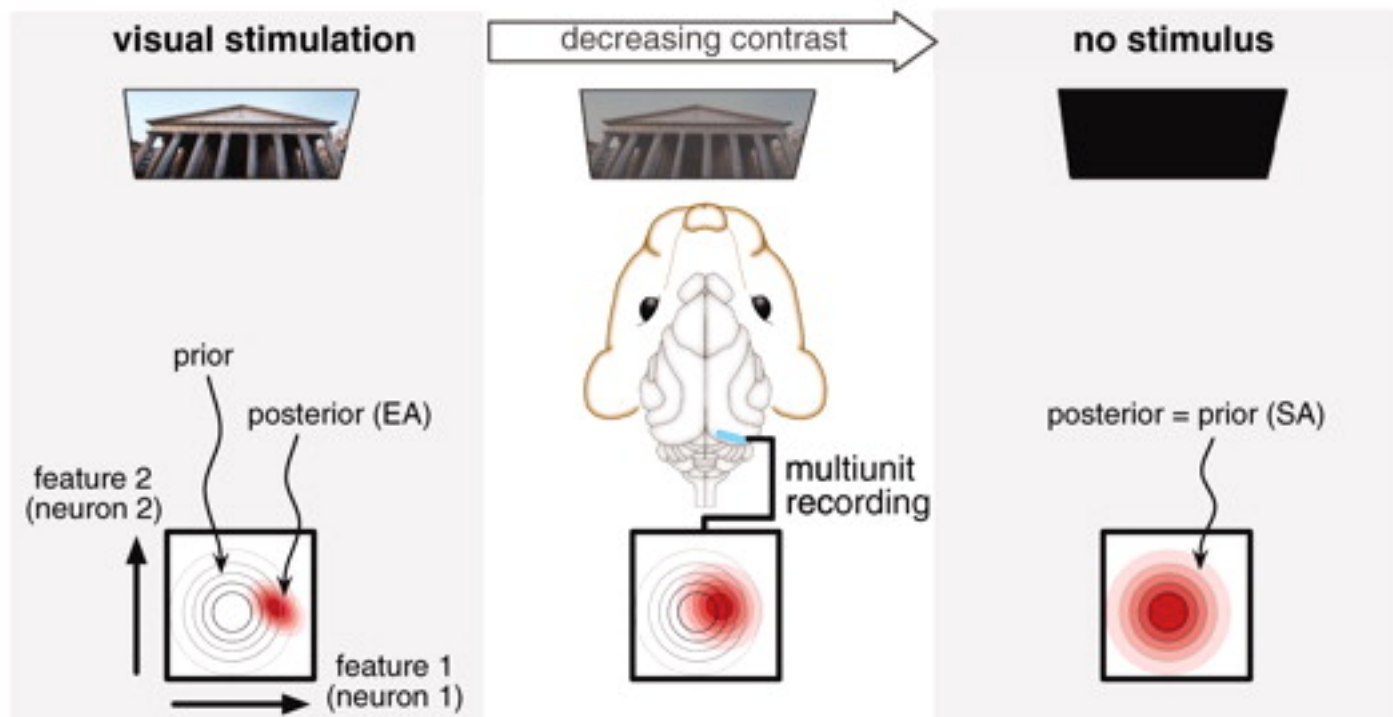 visual stimulation
decreasing contrast
no stimulus
prior
posterior (EA)
feature 2
(neuron 2)
feature 1
(neuron 1)
multiunit
recording
posterior = prior (SA)